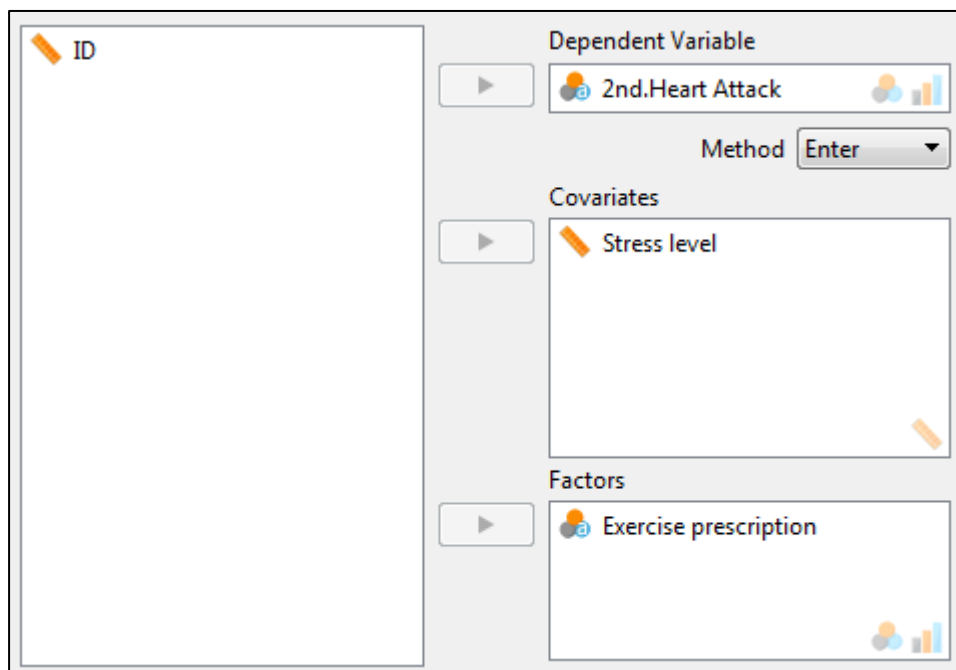 ID
Dependent Variable
2nd.Heart Attack
Method Enter
Covariates
Stress level
Factors
Exercise prescription